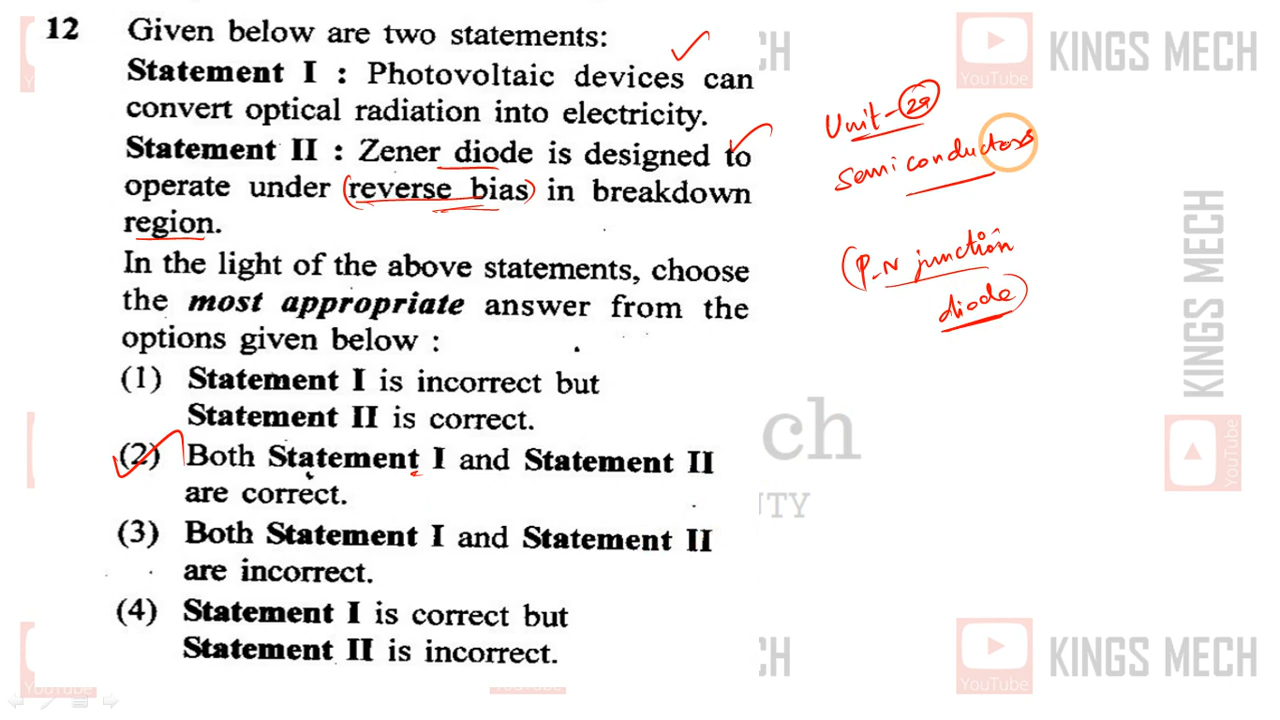 12 Given below are two statements:
Statement I : Photovoltaic devices can
convert optical radiation into electricity.
Statement II : Zener diode is designed to
operate under (reverse bias) in breakdown
region.
In the light of the above statements, choose
the most appropriate answer from the
options given below :
(1) Statement I is incorrect but
Statement II is correct.
(2) Both Statement I and Statement II
are correct.
(3) Both Statement I and Statement II
are incorrect.
(4) Statement I is correct but
Statement II is incorrect.
Unit-29
Semiconductors
(P-N junction
diode)
CH
YouTube
KINGS MECH
KINGS MECH
YouTube
ch
ITY
CH
YouTube
KINGS MECH
YouTube
YouTube